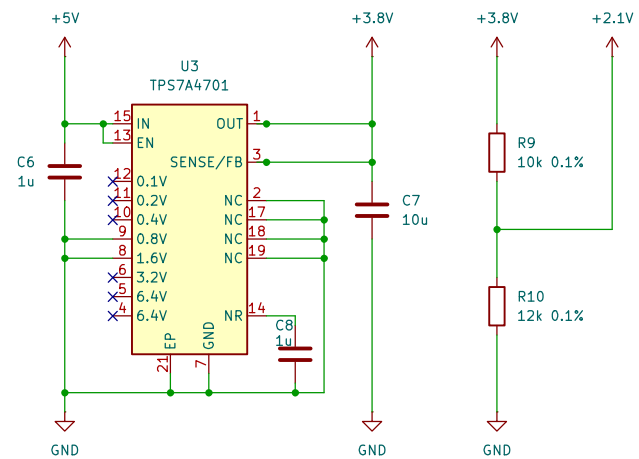 +5V
+3.8V
+3.8V
+2.1V
U3
TPS7A4701
15
IN
13
EN
12
0.1V
11
0.2V
10
0.4V
9
0.8V
8
1.6V
6
3.2V
5
6.4V
4
6.4V
OUT
1
SENSE/FB
3
NC
2
NC
17
NC
18
NC
19
NR
14
EP
21
GND
7
C6
1u
C8
1u
C7
10u
R9
10k 0.1%
R10
12k 0.1%
GND
GND
GND